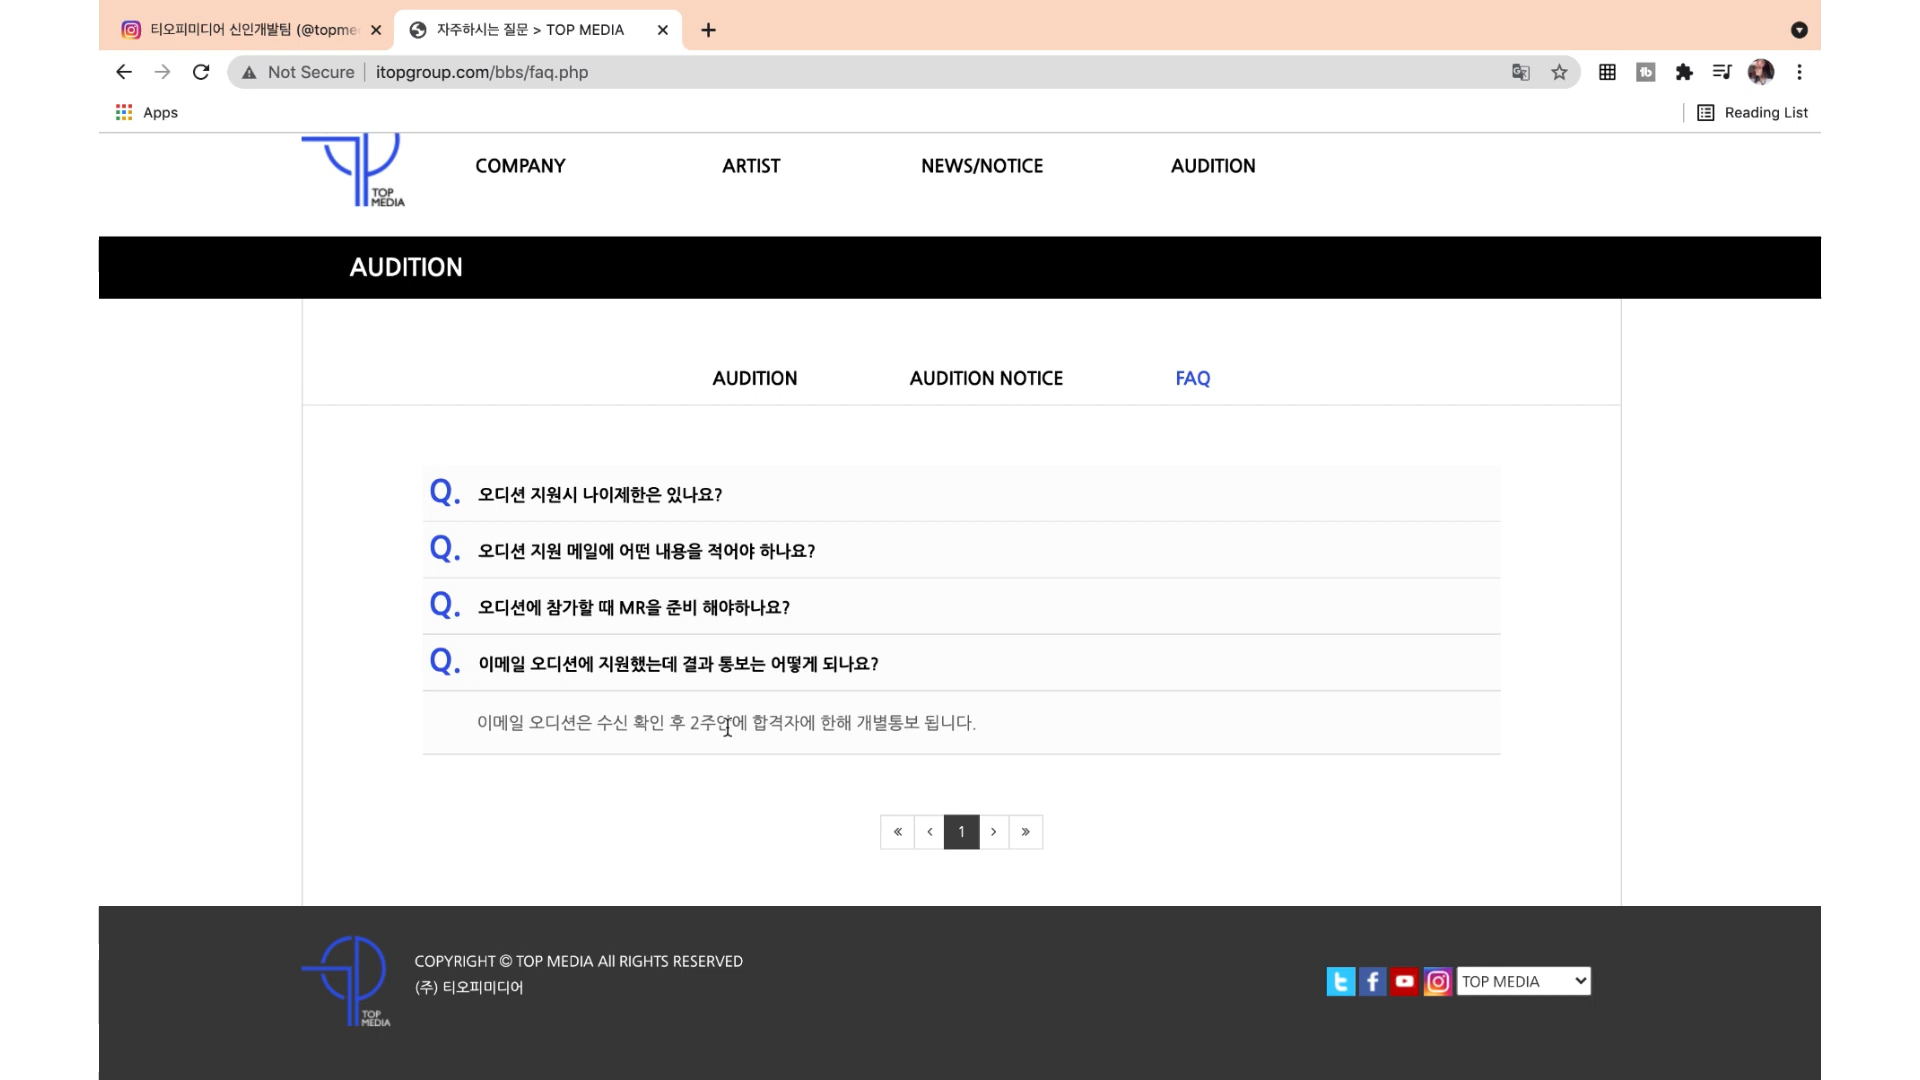 티오피미디어 신인개발팀 (@topme
자주하시는 질문 > TOP MEDIA
Not Secure
itopgroup.com/bbs/faq.php
Apps
Reading List
TOP
MEDIA
COMPANY
ARTIST
NEWS/NOTICE
AUDITION
AUDITION
AUDITION
AUDITION NOTICE
FAQ
Q. 오디션 지원시 나이제한은 있나요?
Q. 오디션 지원 메일에 어떤 내용을 적어야 하나요?
Q. 오디션에 참가할 때 MR을 준비 해야하나요?
Q. 이메일 오디션에 지원했는데 결과 통보는 어떻게 되나요?
이메일 오디션은 수신 확인 후 2주안에 합격자에 한해 개별통보 됩니다.
« ‹ 1 › »
TOP
MEDIA
COPYRIGHT © TOP MEDIA All RIGHTS RESERVED
(주) 티오피미디어
TOP MEDIA